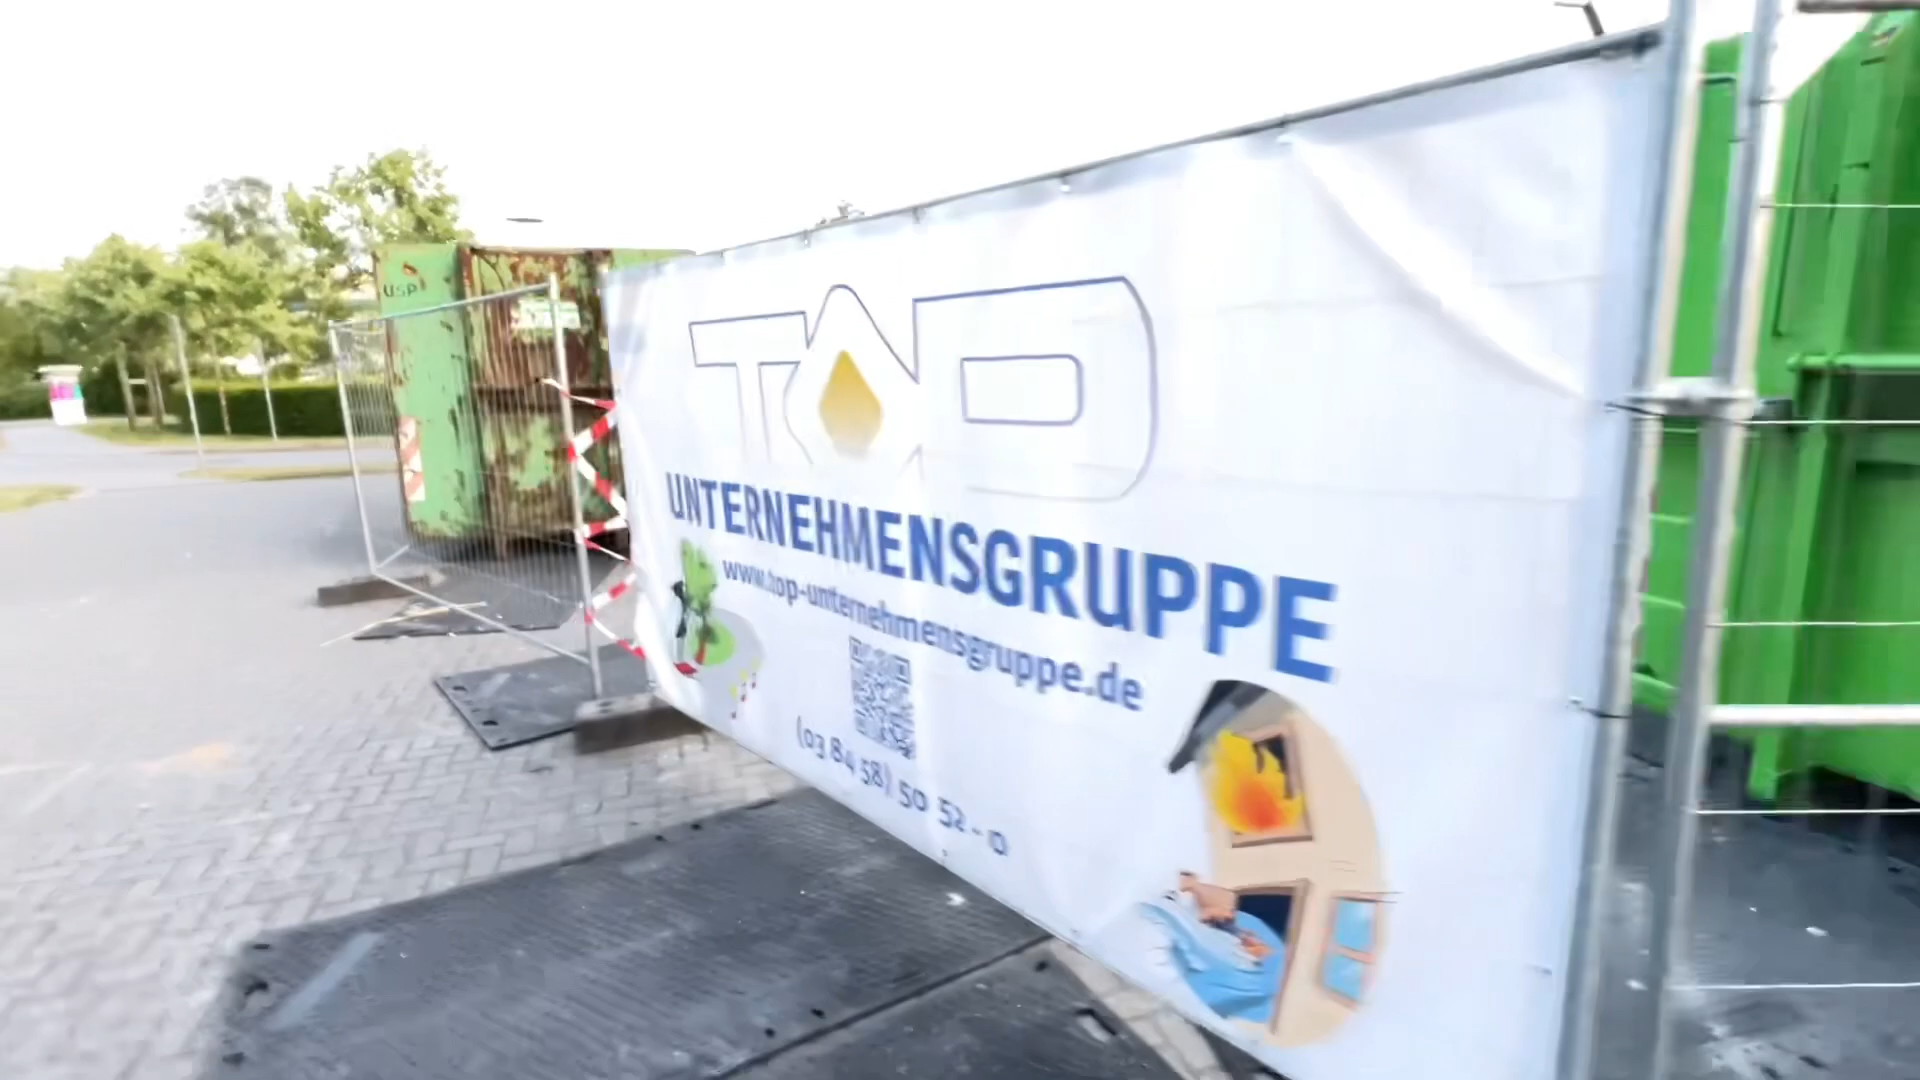 USP
TOP
UNTERNEHMENSGRUPPE
www.top-unternehmensgruppe.de
(03 84 58) 50 52 - 0